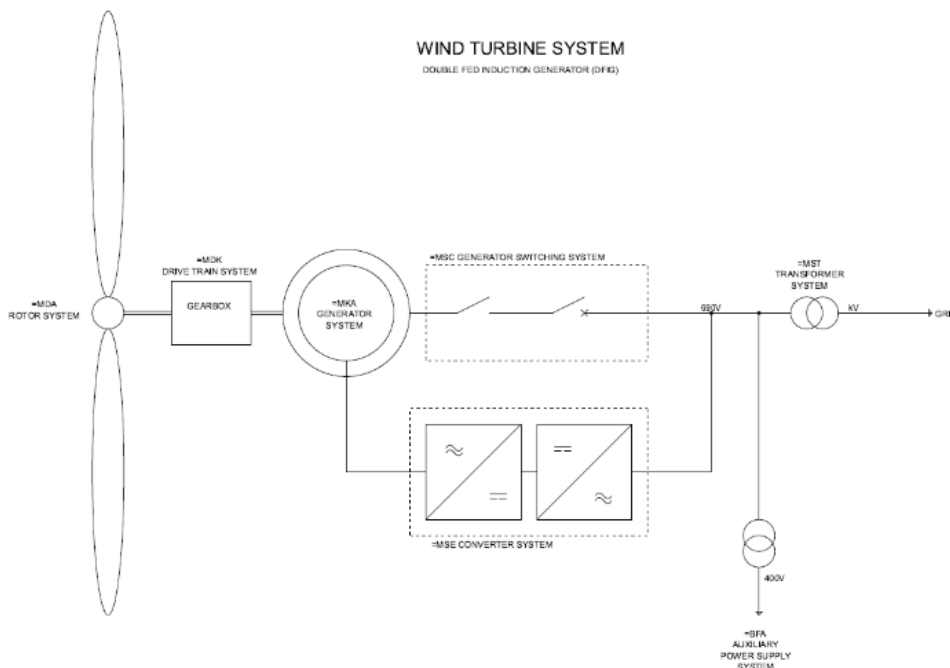 WIND TURBINE SYSTEM
DOUBLE FED INDUCTION GENERATOR (DFIG)
=MSC GENERATOR SWITCHING SYSTEM
=MDK
DRIVE TRAIN SYSTEM
=MST
TRANSFORMER
SYSTEM
=MDA
ROTOR SYSTEM
GEARBOX
=MKA
GENERATOR
SYSTEM
690V
kV
GRI
=MSE CONVERTER SYSTEM
400V
=BFA
AUXILIARY
POWER SUPPLY
SYSTEM